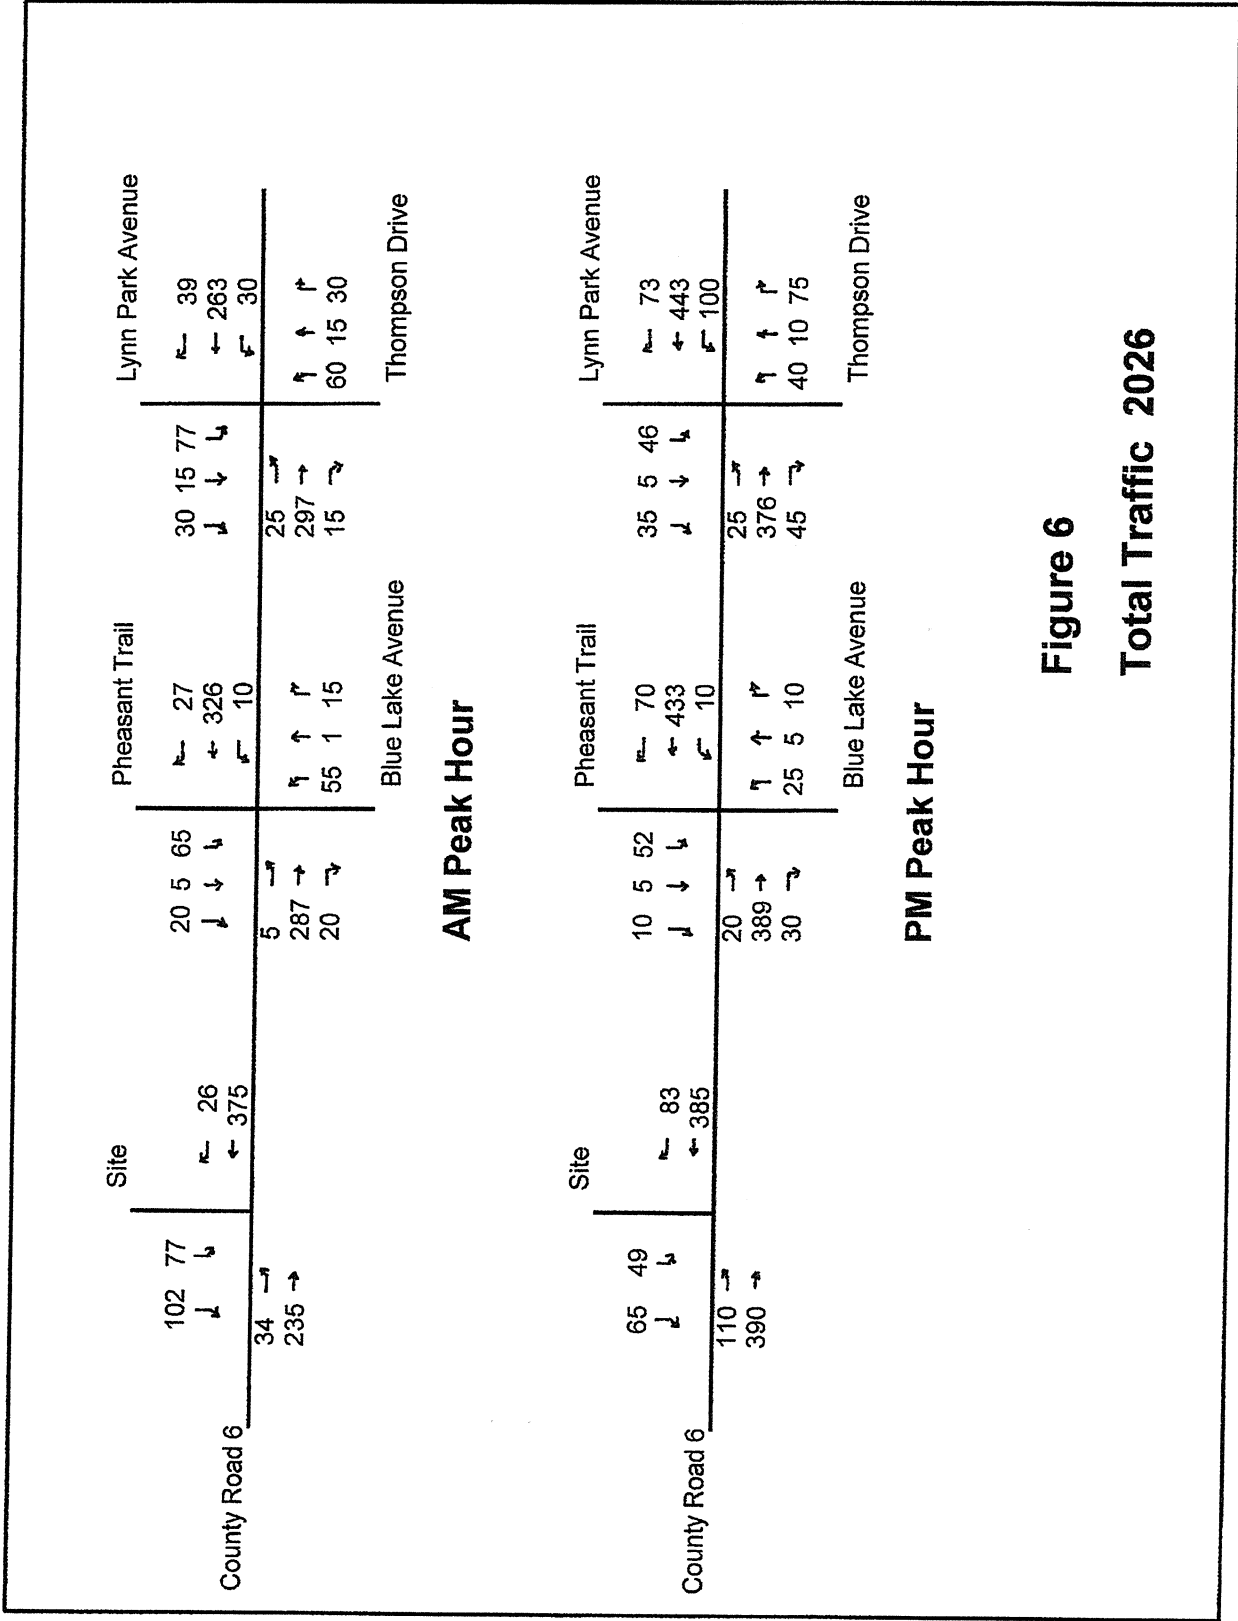 Site
Pheasant Trail
Lynn Park Avenue
102 77
26
375
20 5 65
27
326
10
30 15 77
39
263
30
County Road 6
34
235
5
287
20
55 1 15
25
297
15
60 15 30
Blue Lake Avenue
Thompson Drive
AM Peak Hour
Site
Pheasant Trail
Lynn Park Avenue
65 49
83
385
10 5 52
70
433
10
35 5 46
73
443
100
County Road 6
110
390
20
389
30
25 5 10
25
376
45
40 10 75
Blue Lake Avenue
Thompson Drive
PM Peak Hour
Figure 6
Total Traffic 2026